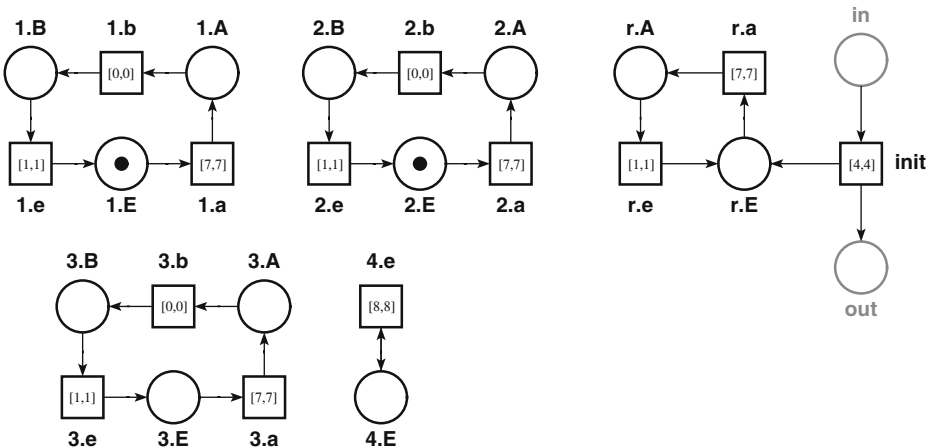 1.B 1.b 1.A 2.B 2.b 2.A r.A r.a in
[0,0] [0,0] [7,7]
[1,1] [7,7] [1,1] [7,7] [1,1] [4,4] init
1.e 1.E 1.a 2.e 2.E 2.a r.e r.E
3.B 3.b 3.A 4.e out
[0,0] [8,8]
[1,1] [7,7]
3.e 3.E 3.a 4.E